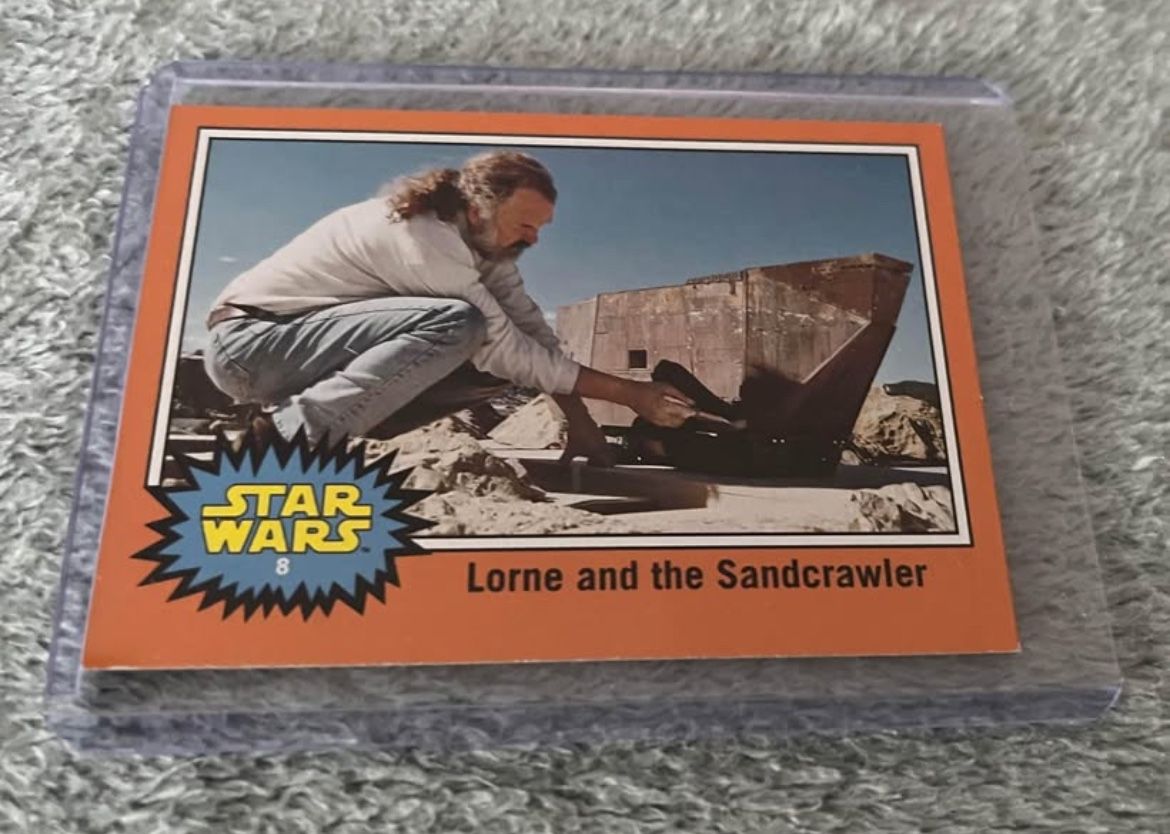 STAR
WARS
8
Lorne and the Sandcrawler